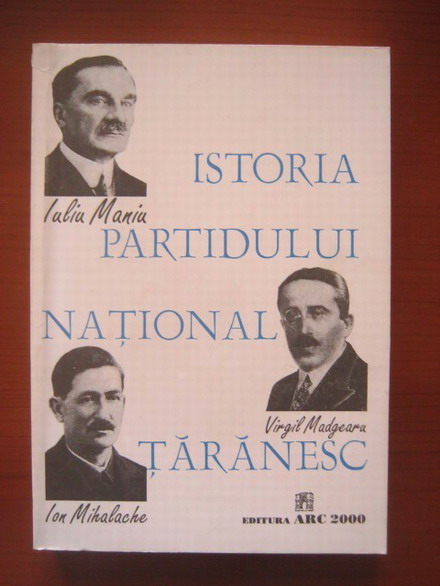 ISTORIA
Iuliu Maniu
PARTIDULUI
NAȚIONAL
Virgil Madgearu
ȚĂRĂNESC
Ion Mihalache
EDITURA ARC 2000